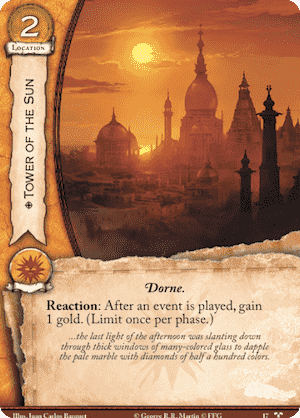 2
LOCATION
TOWER OF THE SUN
Dorne.
Reaction: After an event is played, gain
1 gold. (Limit once per phase.)
...the last light of the afternoon was slanting down
through thick windows of many-colored glass to dapple
the pale marble with diamonds of half a hundred colors.
Illus. Juan Carlos Barquet
© George R.R. Martin © FFG
17